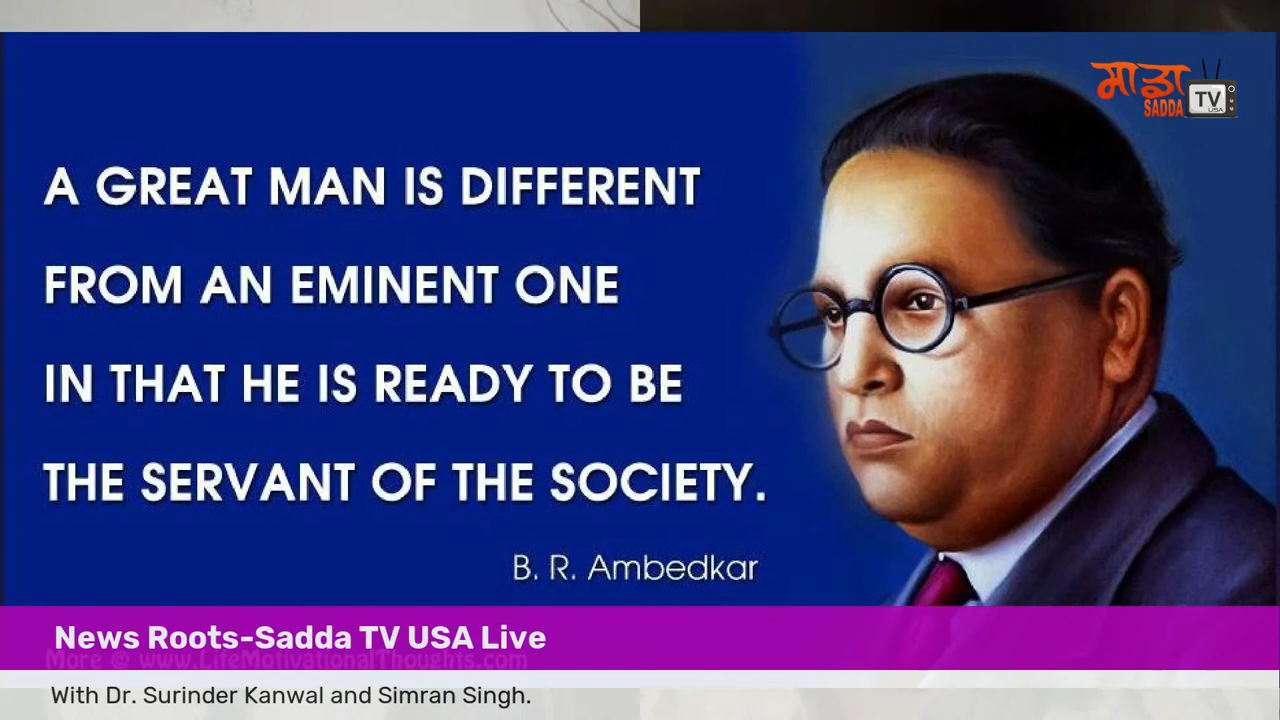 ਸਾਡਾ
SADDA
TV
USA
A GREAT MAN IS DIFFERENT
FROM AN EMINENT ONE
IN THAT HE IS READY TO BE
THE SERVANT OF THE SOCIETY.
B. R. Ambedkar
News Roots-Sadda TV USA Live
More @ www.LifeMotivationalThoughts.com
With Dr. Surinder Kanwal and Simran Singh.